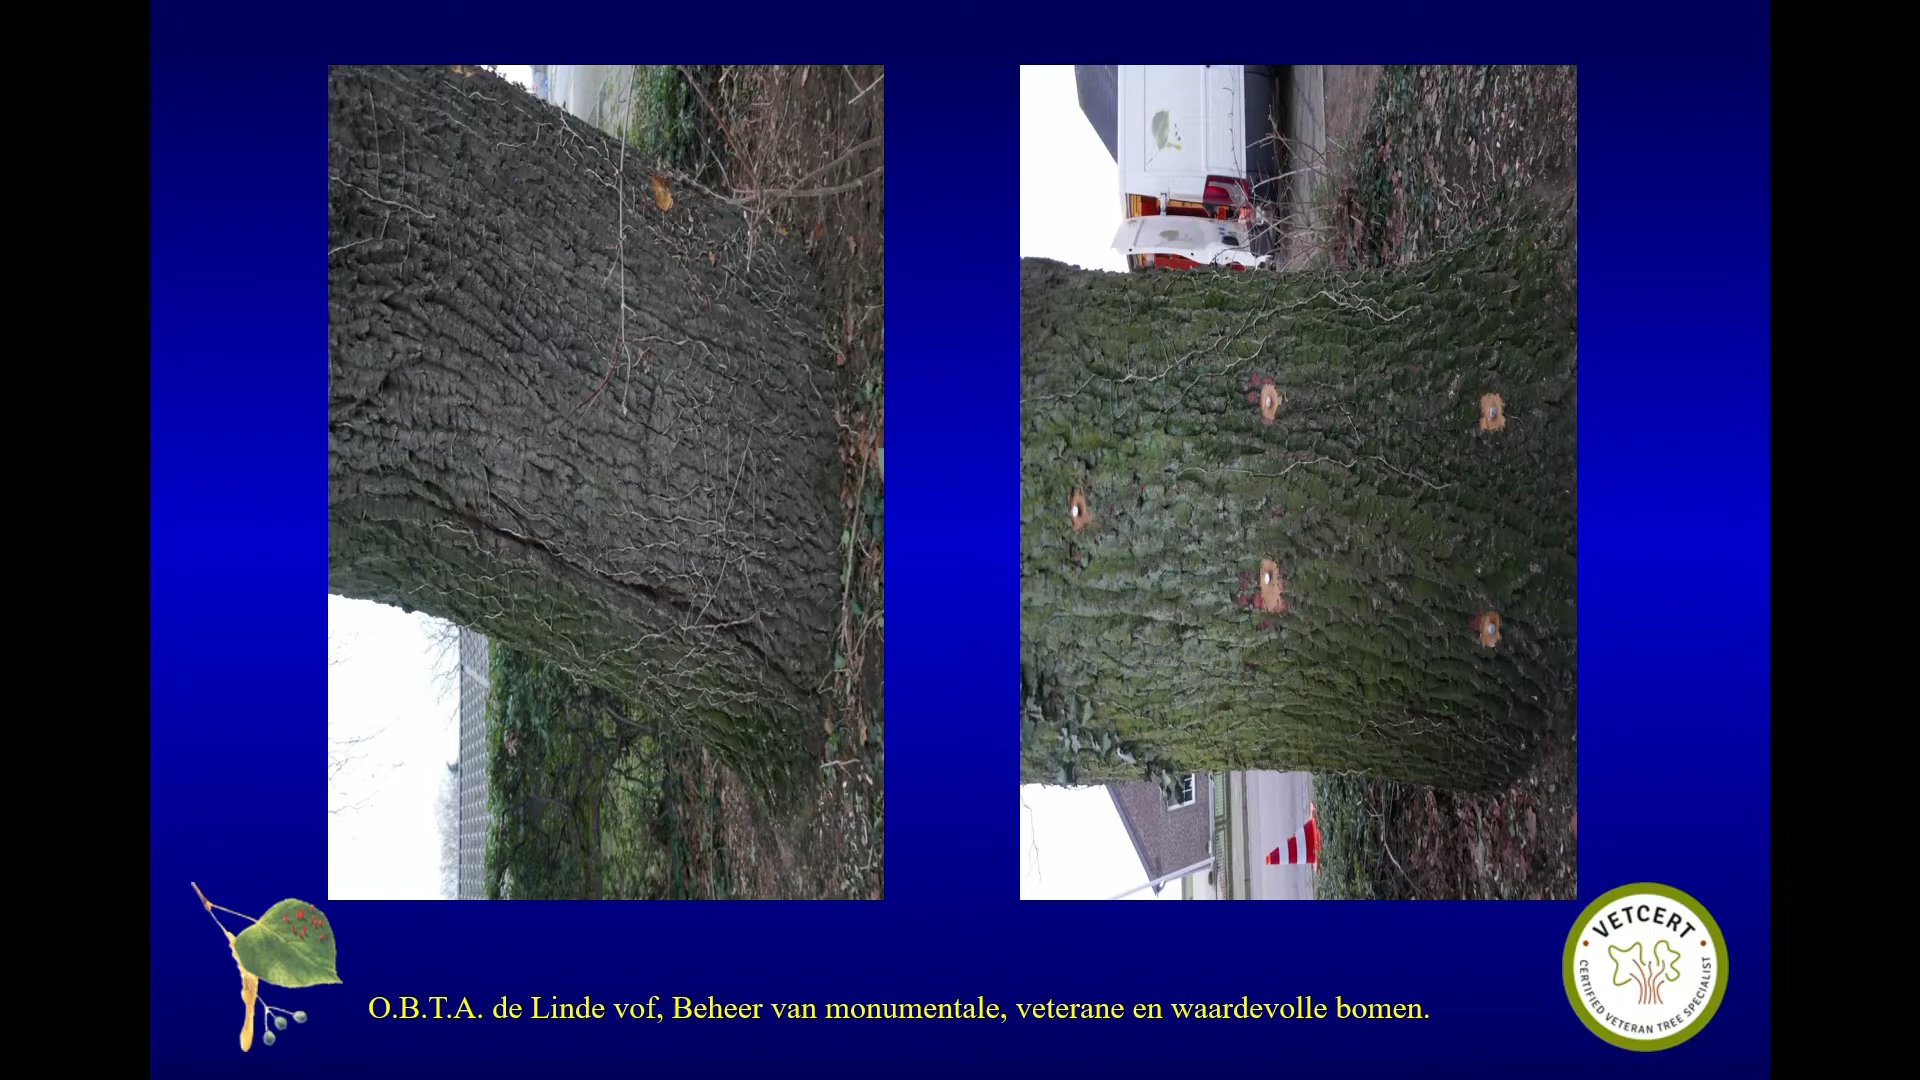 O.B.T.A. de Linde vof, Beheer van monumentale, veterane en waardevolle bomen.
VETCERT
CERTIFIED VETERAN TREE SPECIALIST